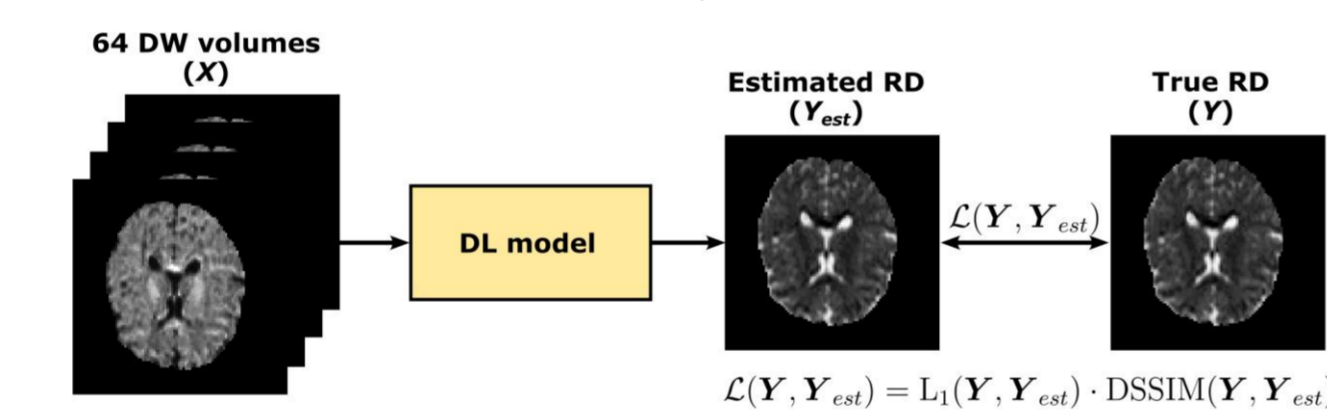 64 DW volumes
(X)
Estimated RD
(Y_est)
True RD
(Y)
DL model
ℒ(Y, Y_est)
ℒ(Y, Y_est) = L₁(Y, Y_est) · DSSIM(Y, Y_est